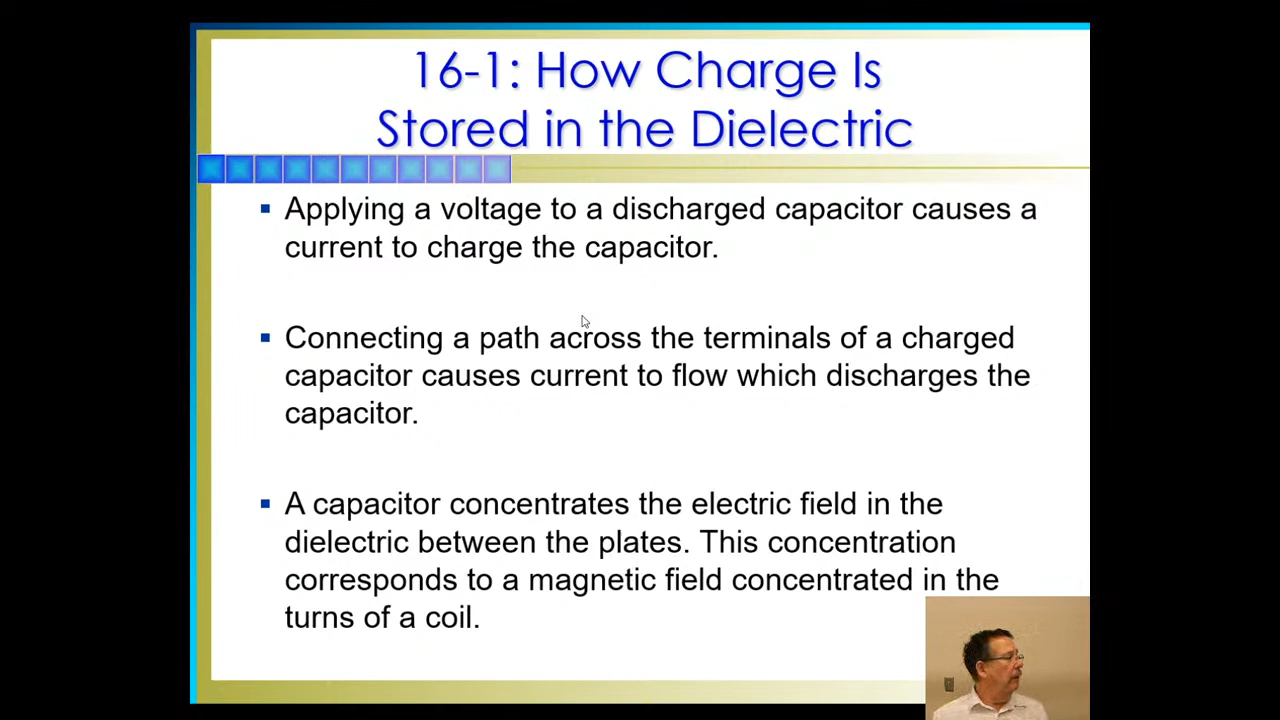 16-1: How Charge Is
Stored in the Dielectric
▪ Applying a voltage to a discharged capacitor causes a
current to charge the capacitor.
▪ Connecting a path across the terminals of a charged
capacitor causes current to flow which discharges the
capacitor.
▪ A capacitor concentrates the electric field in the
dielectric between the plates. This concentration
corresponds to a magnetic field concentrated in the
turns of a coil.